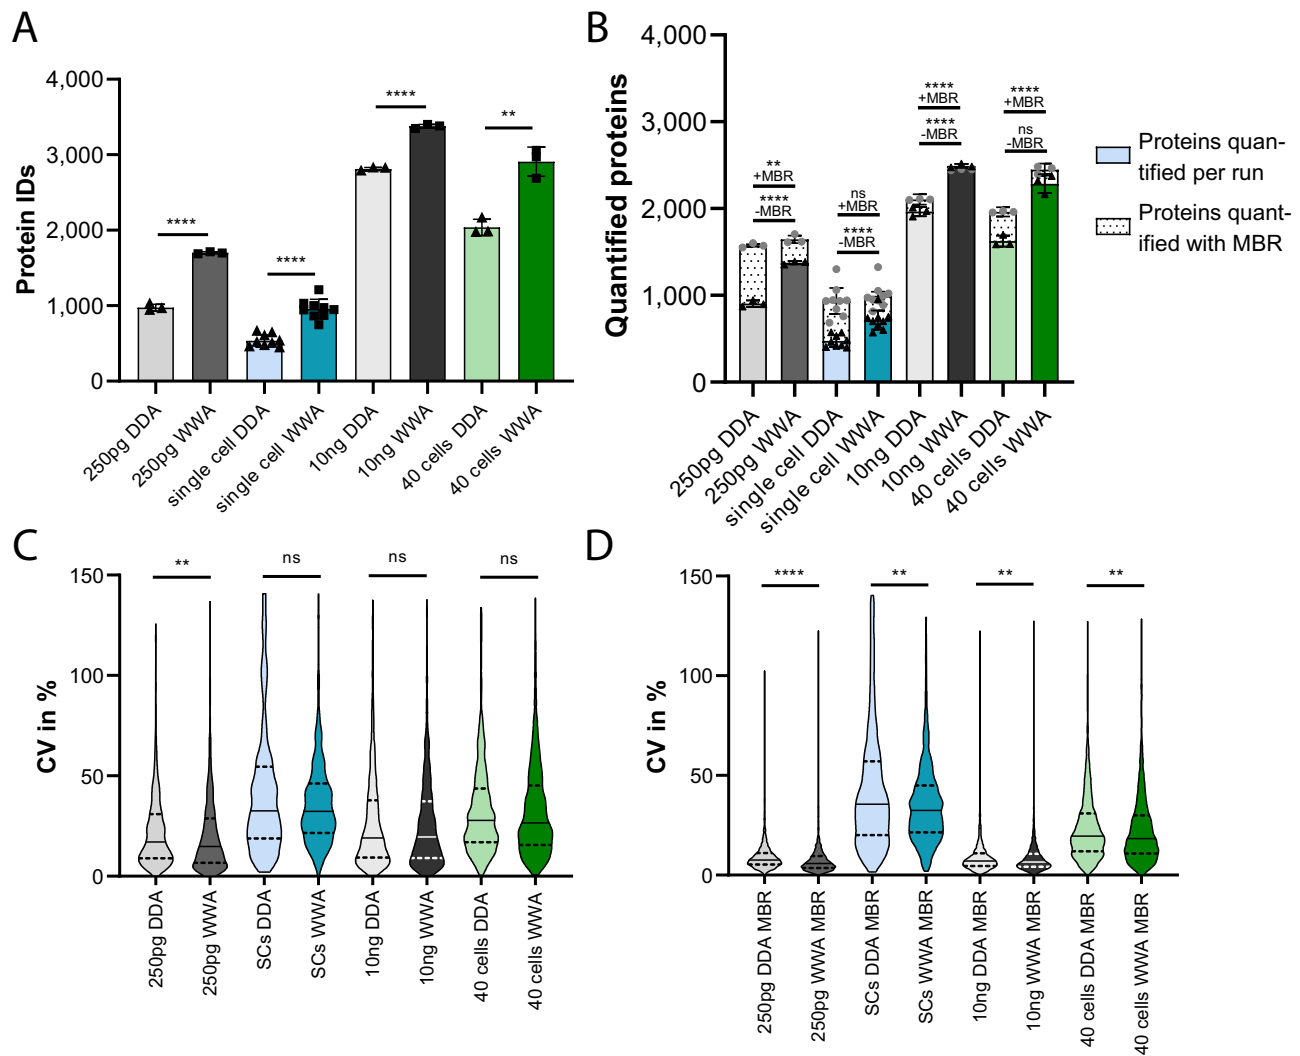 A
Protein IDs
4,000
3,000
2,000
1,000
0
****
****
****
**
250pg DDA
250pg WWA
single cell DDA
single cell WWA
10ng DDA
10ng WWA
40 cells DDA
40 cells WWA
B
Quantified proteins
4,000
3,000
2,000
1,000
0
**
+MBR
****
-MBR
ns
+MBR
****
-MBR
****
+MBR
****
-MBR
****
+MBR
ns
-MBR
250pg DDA
250pg WWA
single cell DDA
single cell WWA
10ng DDA
10ng WWA
40 cells DDA
40 cells WWA
Proteins quan-
tified per run
Proteins quant-
ified with MBR
C
CV in %
150
100
50
0
**
ns
ns
ns
250pg DDA
250pg WWA
SCs DDA
SCs WWA
10ng DDA
10ng WWA
40 cells DDA
40 cells WWA
D
CV in %
150
100
50
0
****
**
**
**
250pg DDA MBR
250pg WWA MBR
SCs DDA MBR
SCs WWA MBR
10ng DDA MBR
10ng WWA MBR
40 cells DDA MBR
40 cells WWA MBR